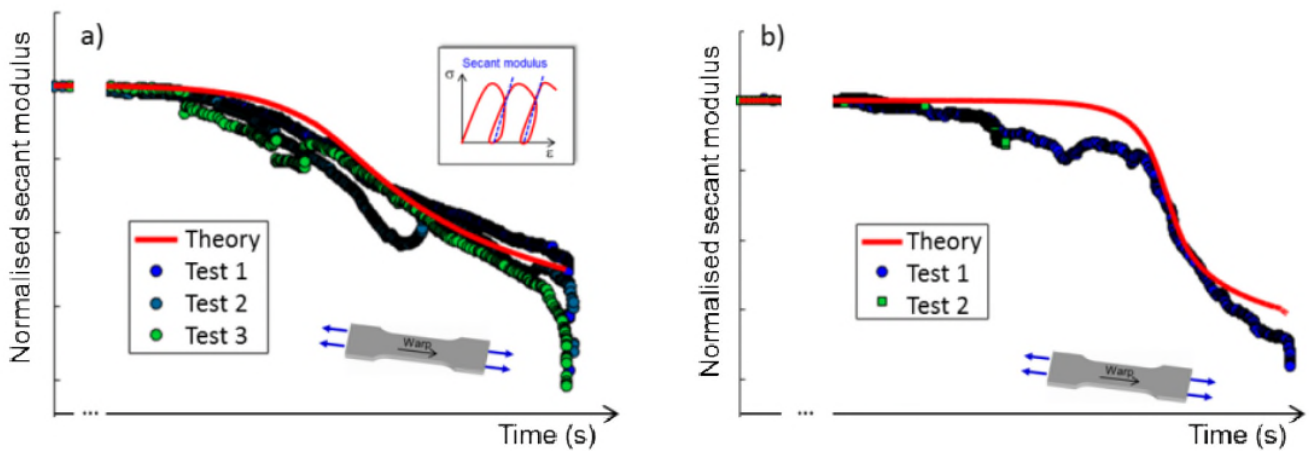 a)
Normalised secant modulus
Secant modulus
σ
ε
Theory
Test 1
Test 2
Test 3
Warp
...
Time (s)
b)
Normalised secant modulus
Theory
Test 1
Test 2
Warp
...
Time (s)